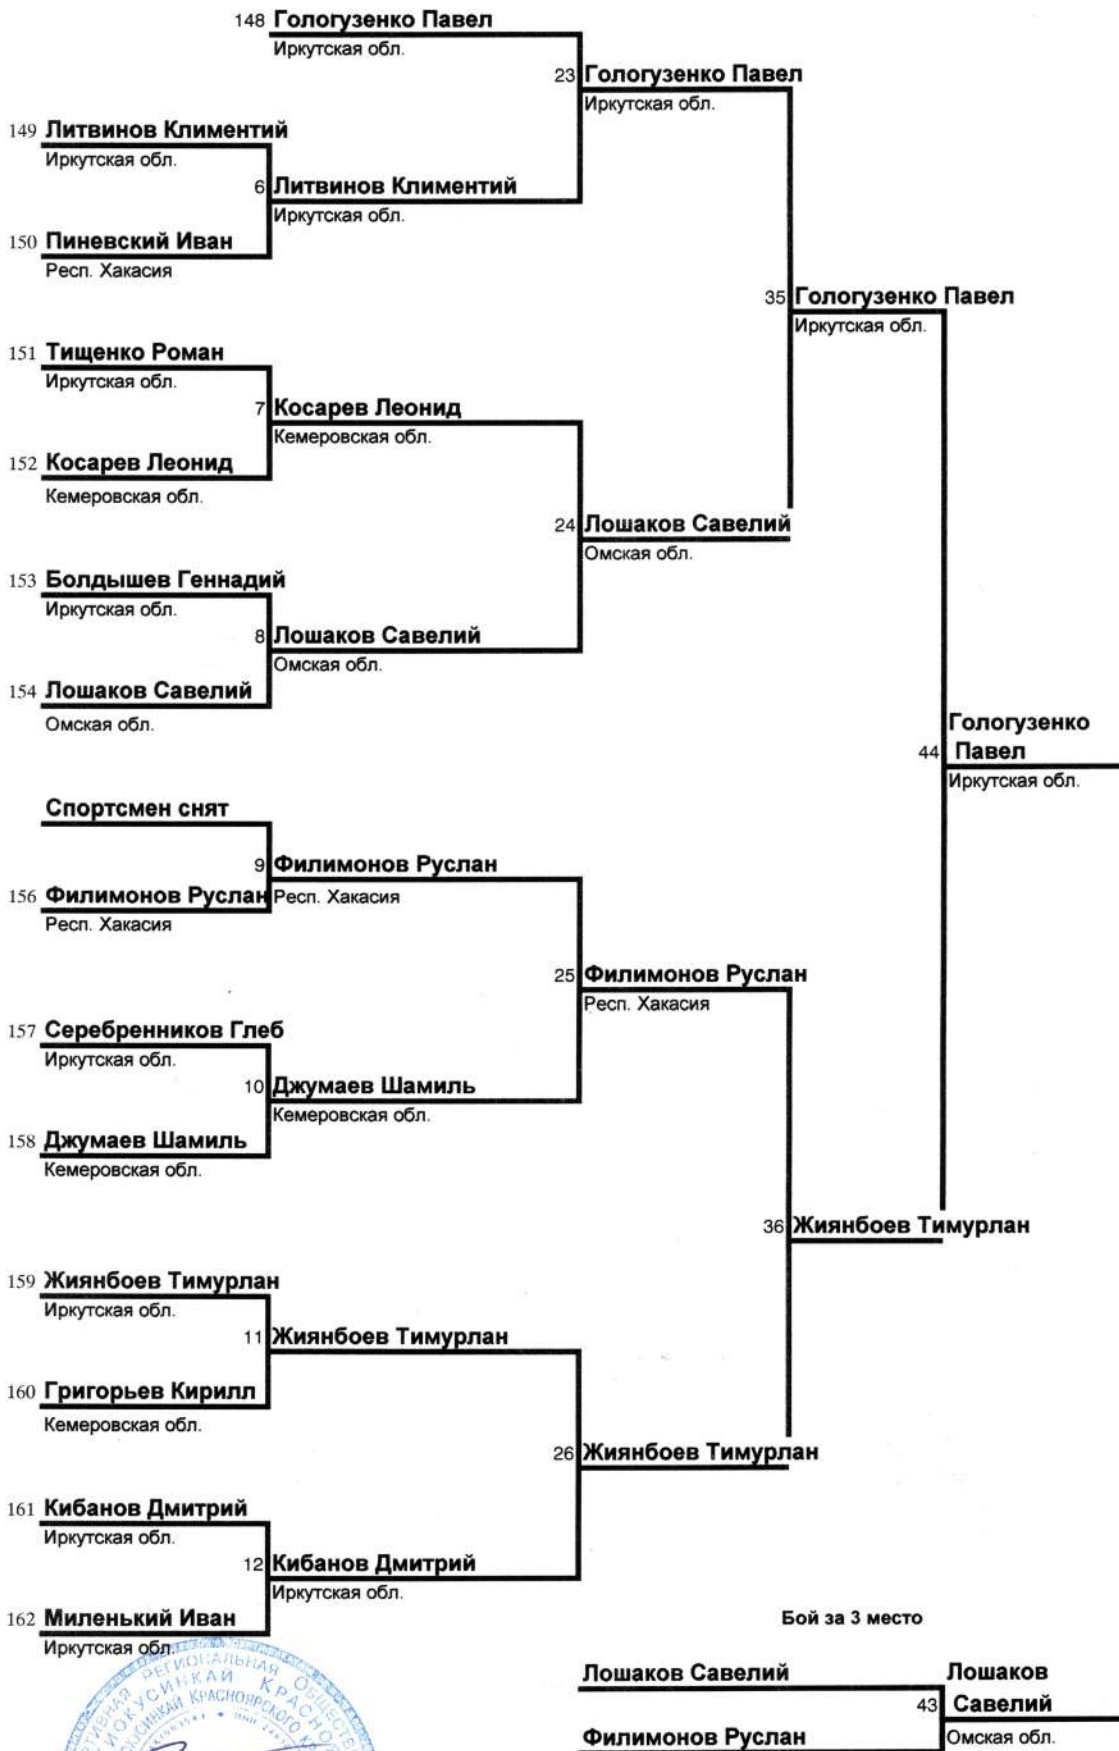 148 Гологузенко Павел
Иркутская обл.
23 Гологузенко Павел
Иркутская обл.
149 Литвинов Климентий
Иркутская обл.
6 Литвинов Климентий
Иркутская обл.
150 Пиневский Иван
Респ. Хакасия
35 Гологузенко Павел
Иркутская обл.
151 Тищенко Роман
Иркутская обл.
7 Косарев Леонид
Кемеровская обл.
152 Косарев Леонид
Кемеровская обл.
24 Лошаков Савелий
Омская обл.
153 Болдышев Геннадий
Иркутская обл.
8 Лошаков Савелий
Омская обл.
154 Лошаков Савелий
Омская обл.
Гологузенко
44 Павел
Иркутская обл.
Спортсмен снят
9 Филимонов Руслан
Респ. Хакасия
156 Филимонов Руслан
Респ. Хакасия
25 Филимонов Руслан
Респ. Хакасия
157 Серебренников Глеб
Иркутская обл.
10 Джумаев Шамиль
Кемеровская обл.
158 Джумаев Шамиль
Кемеровская обл.
36 Жиянбоев Тимурлан
159 Жиянбоев Тимурлан
Иркутская обл.
11 Жиянбоев Тимурлан
160 Григорьев Кирилл
Кемеровская обл.
26 Жиянбоев Тимурлан
161 Кибанов Дмитрий
Иркутская обл.
12 Кибанов Дмитрий
Иркутская обл.
162 Миленький Иван
Иркутская обл.
Бой за 3 место
Лошаков Савелий
Лошаков
43 Савелий
Омская обл.
Филимонов Руслан
РЕГИОНАЛЬНАЯ
КРАСНОЯРСКОГО